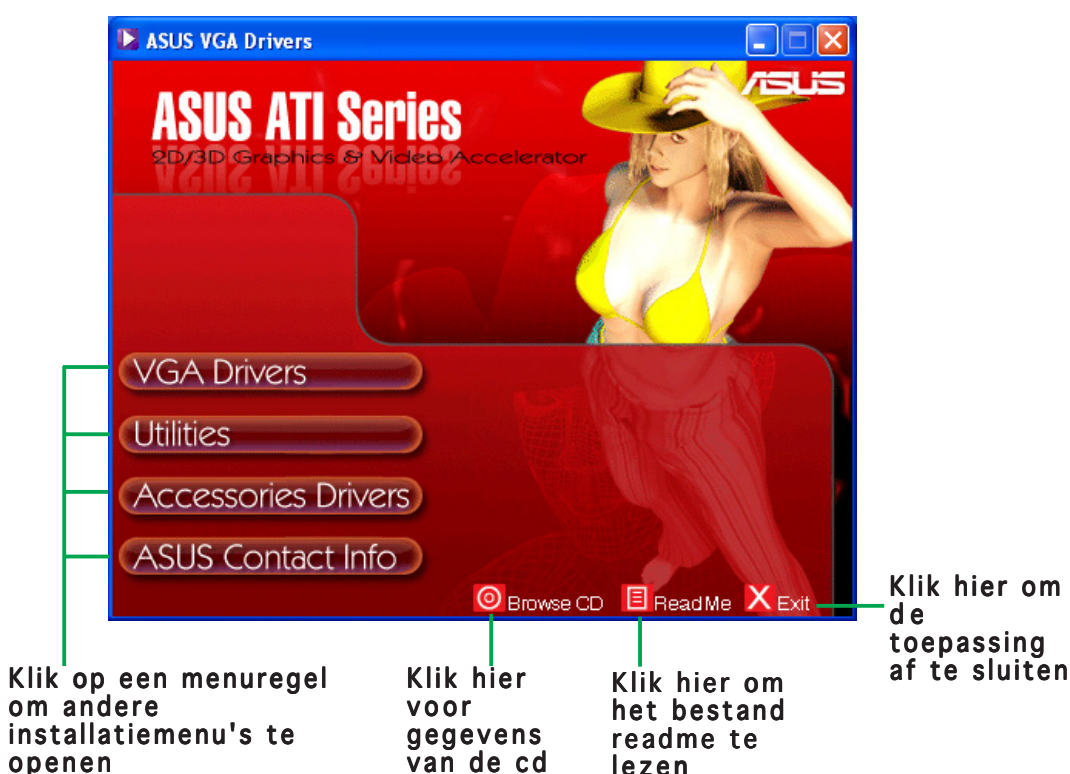 ASUS VGA Drivers
ASUS
ASUS ATI Series
2D/3D Graphics & Video Accelerator
VGA Drivers
Utilities
Accessories Drivers
ASUS Contact Info
Browse CD
ReadMe
Exit
Klik hier om
de
toepassing
af te sluiten
Klik op een menuregel
om andere
installatiemenu's te
openen
Klik hier
voor
gegevens
van de cd
Klik hier om
het bestand
readme te
lezen